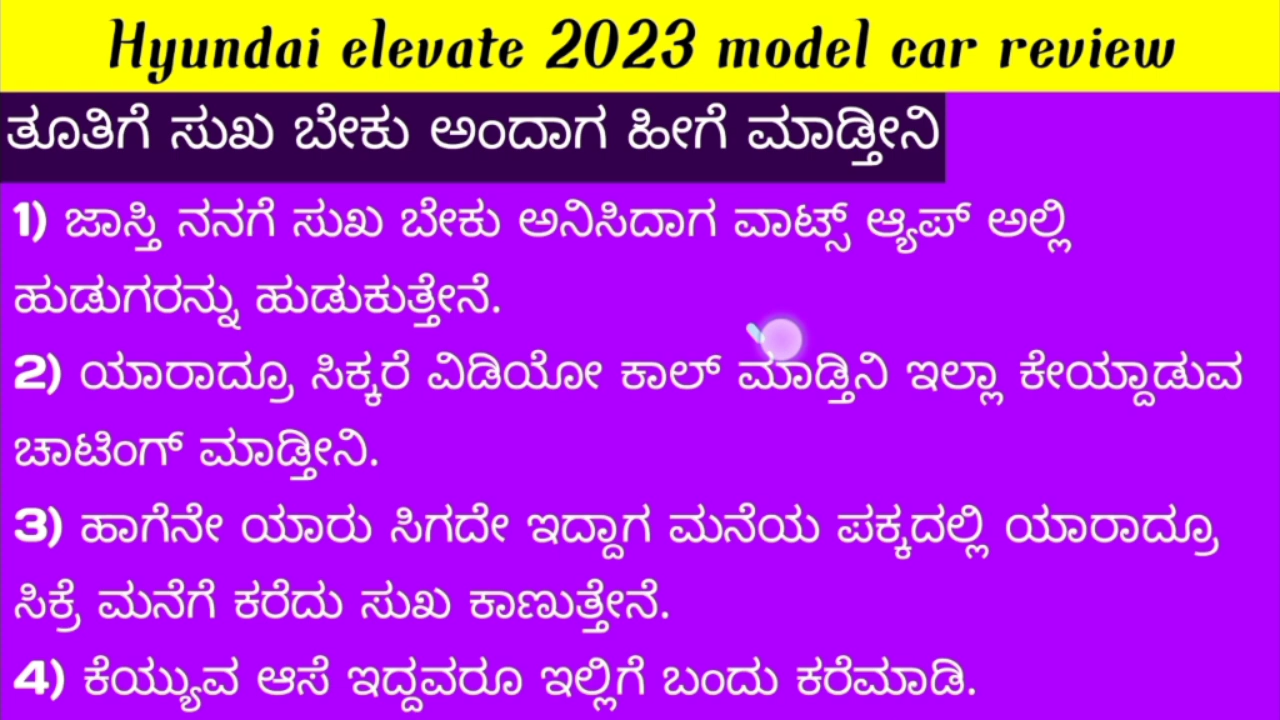 Hyundai elevate 2023 model car review
ತೂತಿಗೆ ಸುಖ ಬೇಕು ಅಂದಾಗ ಹೀಗೆ ಮಾಡ್ತೀನಿ
1) ಜಾಸ್ತಿ ನನಗೆ ಸುಖ ಬೇಕು ಅನಿಸಿದಾಗ ವಾಟ್ಸ್ ಆ್ಯಪ್ ಅಲ್ಲಿ
ಹುಡುಗರನ್ನು ಹುಡುಕುತ್ತೇನೆ.
2) ಯಾರಾದ್ರೂ ಸಿಕ್ಕರೆ ವಿಡಿಯೋ ಕಾಲ್ ಮಾಡ್ತಿನಿ ಇಲ್ಲಾ ಕೇಯ್ದಾಡುವ
ಚಾಟಿಂಗ್ ಮಾಡ್ತೀನಿ.
3) ಹಾಗೆನೇ ಯಾರು ಸಿಗದೇ ಇದ್ದಾಗ ಮನೆಯ ಪಕ್ಕದಲ್ಲಿ ಯಾರಾದ್ರೂ
ಸಿಕ್ರೆ ಮನೆಗೆ ಕರೆದು ಸುಖ ಕಾಣುತ್ತೇನೆ.
4) ಕೆಯ್ಯುವ ಆಸೆ ಇದ್ದವರೂ ಇಲ್ಲಿಗೆ ಬಂದು ಕರೆಮಾಡಿ.